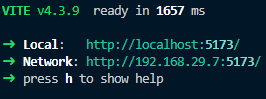 VITE v4.3.9 ready in 1657 ms
➜ Local: http://localhost:5173/
➜ Network: http://192.168.29.7:5173/
➜ press h to show help